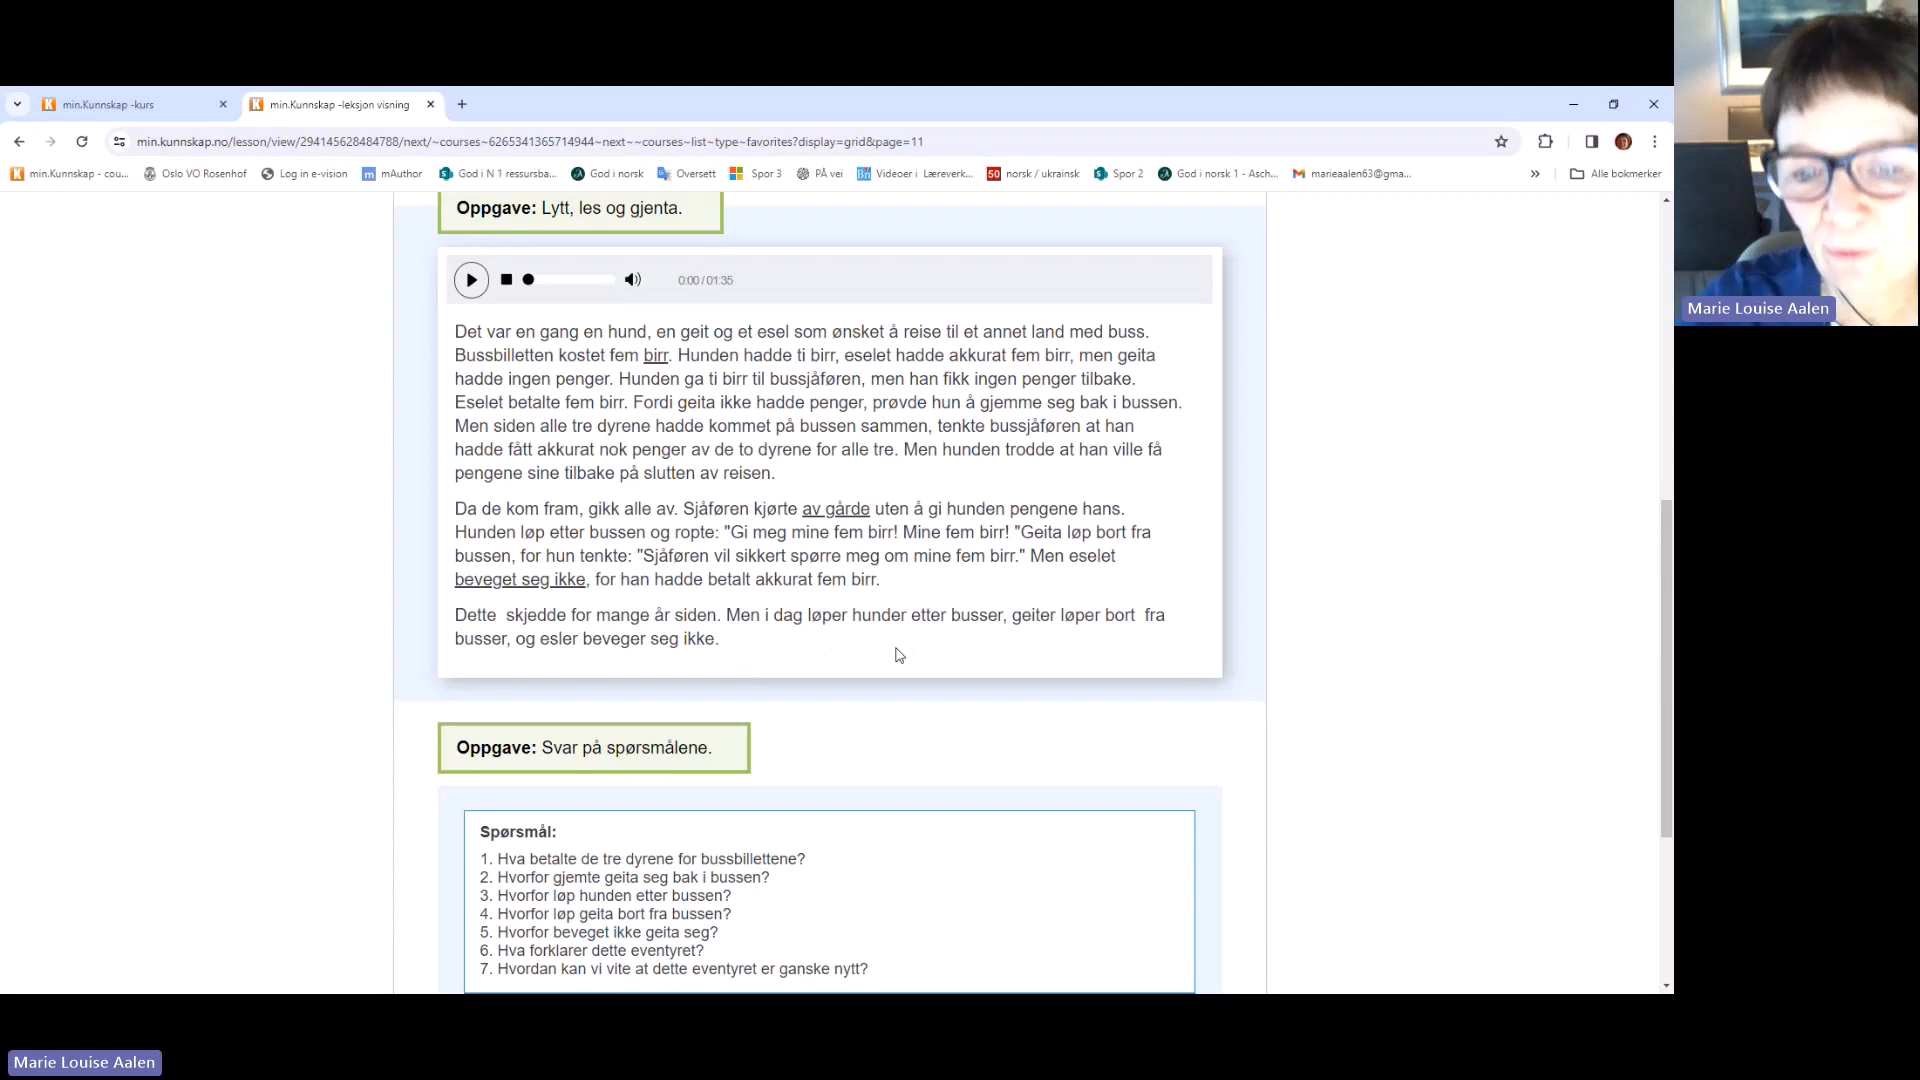 min.Kunnskap -kurs
min.Kunnskap -leksjon visning
min.kunnskap.no/lesson/view/294145628484788/next/~courses~6265341365714944~next~~courses~list~type~favorites?display=grid&page=11
min.Kunnskap - cou...
Oslo VO Rosenhof
Log in e-vision
mAuthor
God i N 1 ressursba...
God i norsk
Oversett
Spor 3
PÅ vei
Videoer i Læreverk...
norsk / ukrainsk
Spor 2
God i norsk 1 - Asch...
marieaalen63@gma...
Alle bokmerker
Oppgave: Lytt, les og gjenta.
0:00 / 01:35
Det var en gang en hund, en geit og et esel som ønsket å reise til et annet land med buss.
Bussbilletten kostet fem birr. Hunden hadde ti birr, eselet hadde akkurat fem birr, men geita
hadde ingen penger. Hunden ga ti birr til bussjåføren, men han fikk ingen penger tilbake.
Eselet betalte fem birr. Fordi geita ikke hadde penger, prøvde hun å gjemme seg bak i bussen.
Men siden alle tre dyrene hadde kommet på bussen sammen, tenkte bussjåføren at han
hadde fått akkurat nok penger av de to dyrene for alle tre. Men hunden trodde at han ville få
pengene sine tilbake på slutten av reisen.
Da de kom fram, gikk alle av. Sjåføren kjørte av gårde uten å gi hunden pengene hans.
Hunden løp etter bussen og ropte: "Gi meg mine fem birr! Mine fem birr! "Geita løp bort fra
bussen, for hun tenkte: "Sjåføren vil sikkert spørre meg om mine fem birr." Men eselet
beveget seg ikke, for han hadde betalt akkurat fem birr.
Dette skjedde for mange år siden. Men i dag løper hunder etter busser, geiter løper bort fra
busser, og esler beveger seg ikke.
Oppgave: Svar på spørsmålene.
Spørsmål:
1. Hva betalte de tre dyrene for bussbillettene?
2. Hvorfor gjemte geita seg bak i bussen?
3. Hvorfor løp hunden etter bussen?
4. Hvorfor løp geita bort fra bussen?
5. Hvorfor beveget ikke geita seg?
6. Hva forklarer dette eventyret?
7. Hvordan kan vi vite at dette eventyret er ganske nytt?
Marie Louise Aalen
Marie Louise Aalen